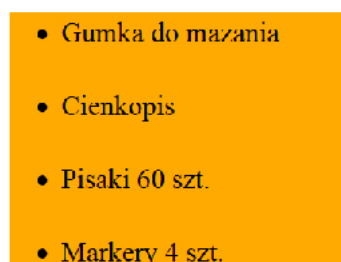 • Gumka do mazania
• Cienkopis
• Pisaki 60 szt.
• Markery 4 szt.